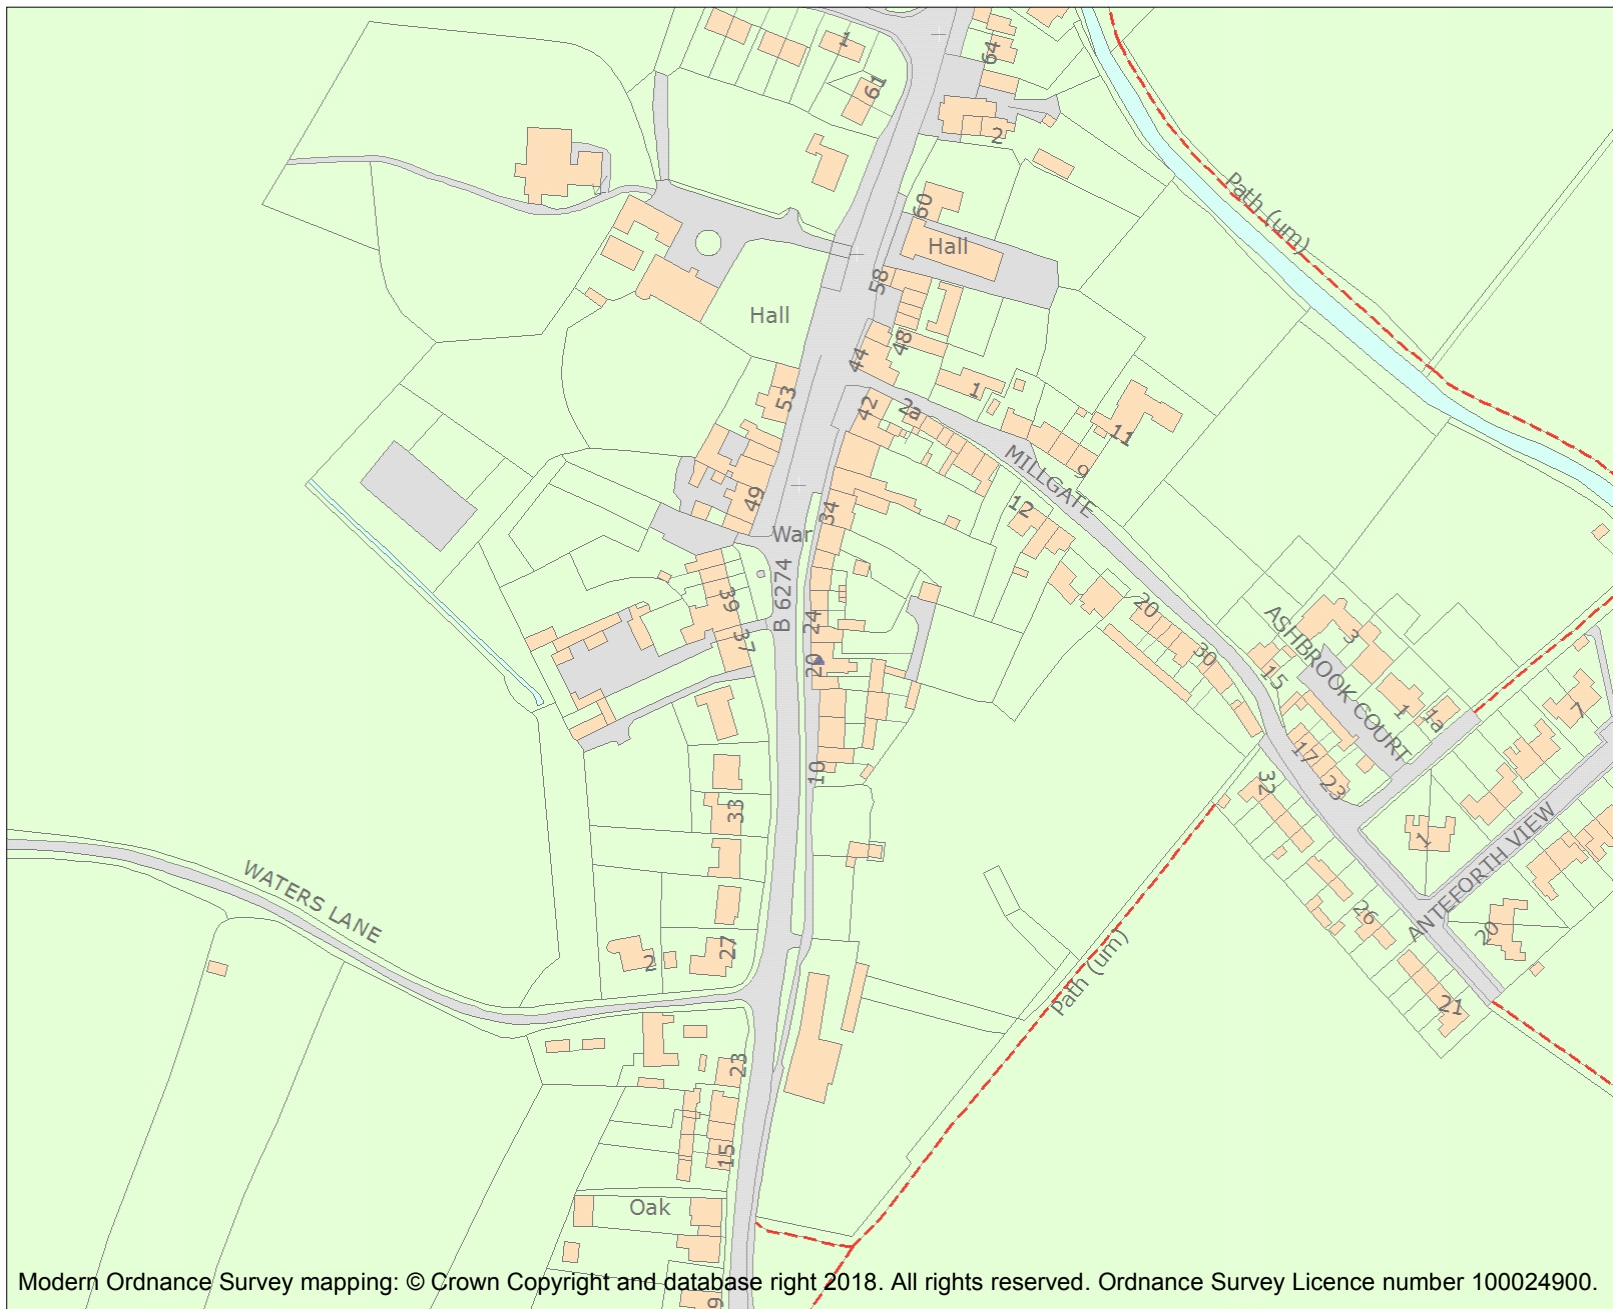 1
61
64
2
60
Hall
58
Path (um)
Hall
48
44
53
42
2a
1
11
9
MILLGATE
49
34
12
War
B 6274
39
37
24
20
20
30
ASHBROOK COURT
3
15
1
1a
7
10
17
23
32
33
1
ANTEFORTH VIEW
WATERS LANE
26
20
27
2
Path (um)
21
23
15
Oak
9
Modern Ordnance Survey mapping: © Crown Copyright and database right 2018. All rights reserved. Ordnance Survey Licence number 100024900.